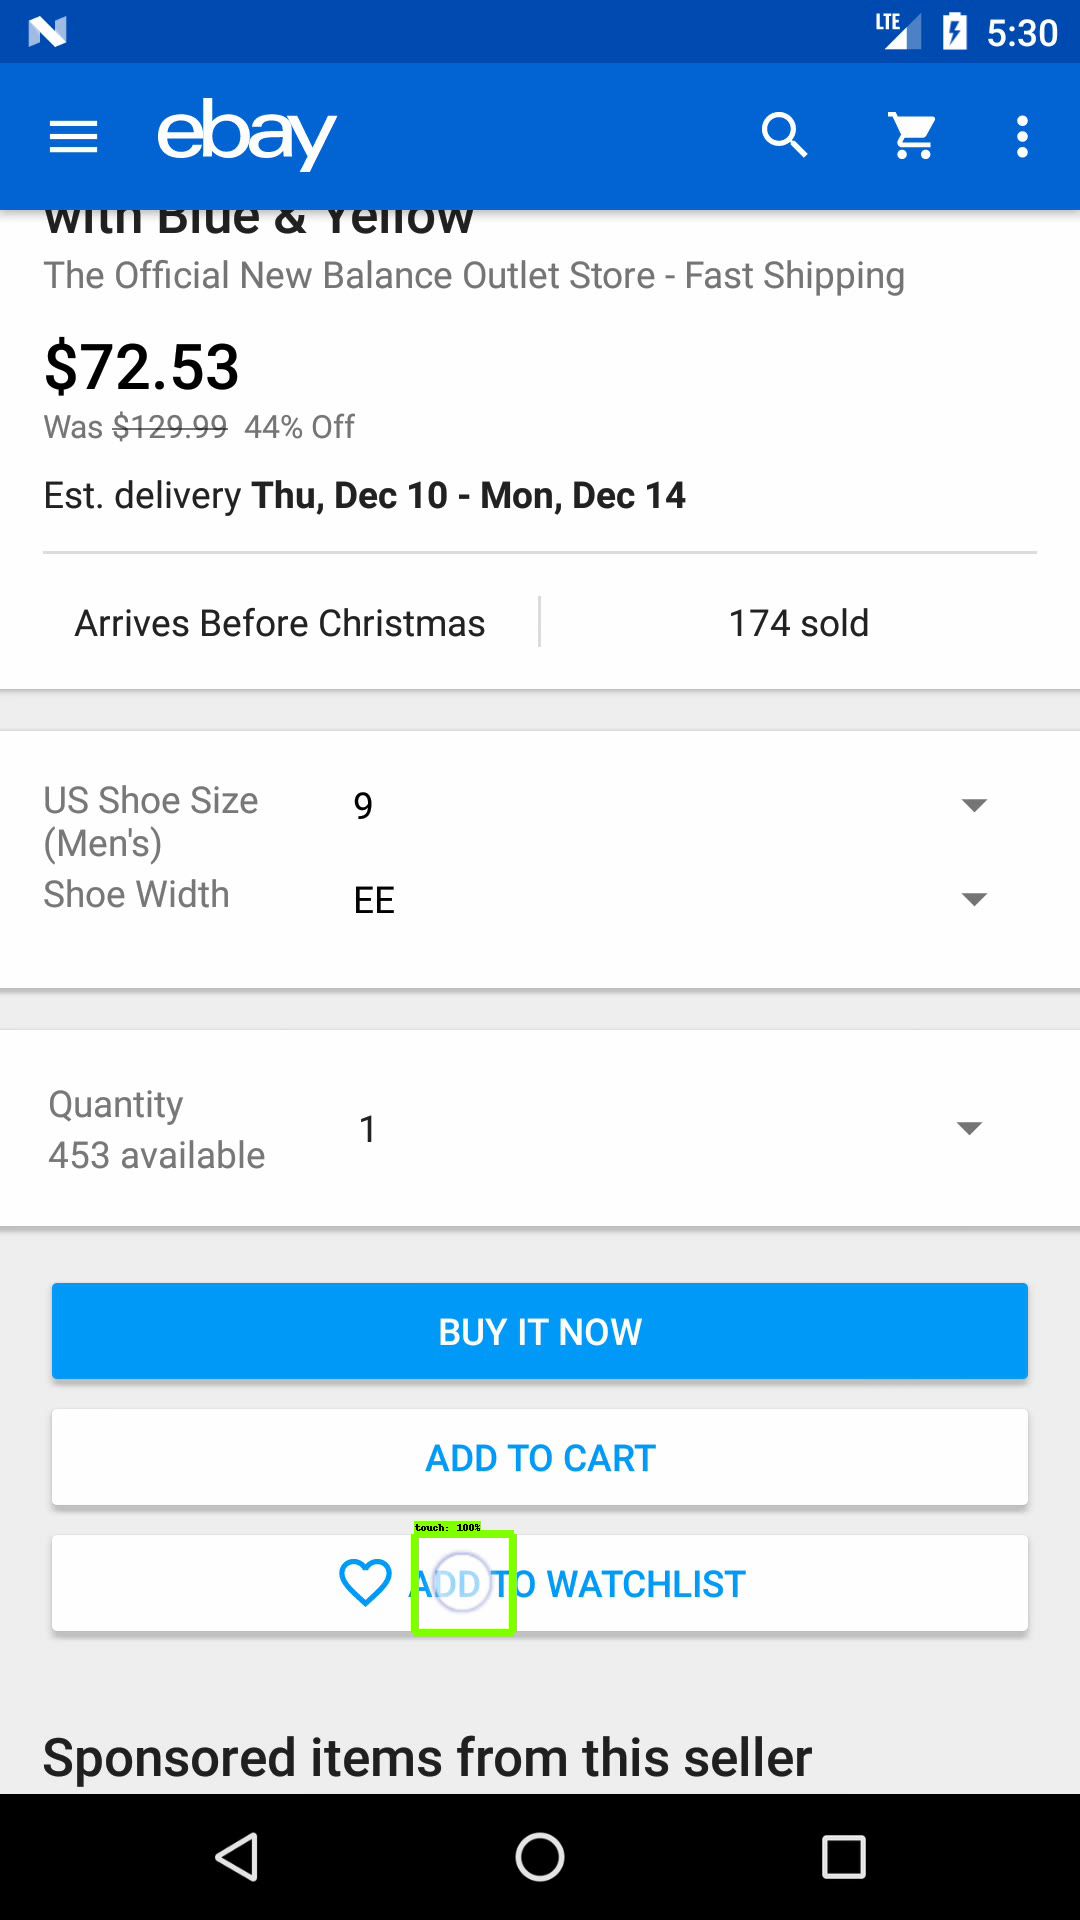 LTE 5:30
ebay
with Blue & Yellow
The Official New Balance Outlet Store - Fast Shipping
$72.53
Was $129.99 44% Off
Est. delivery Thu, Dec 10 - Mon, Dec 14
Arrives Before Christmas 174 sold
US Shoe Size 9
(Men's)
Shoe Width EE
Quantity 1
453 available
BUY IT NOW
ADD TO CART
touch: 100%
ADD TO WATCHLIST
Sponsored items from this seller